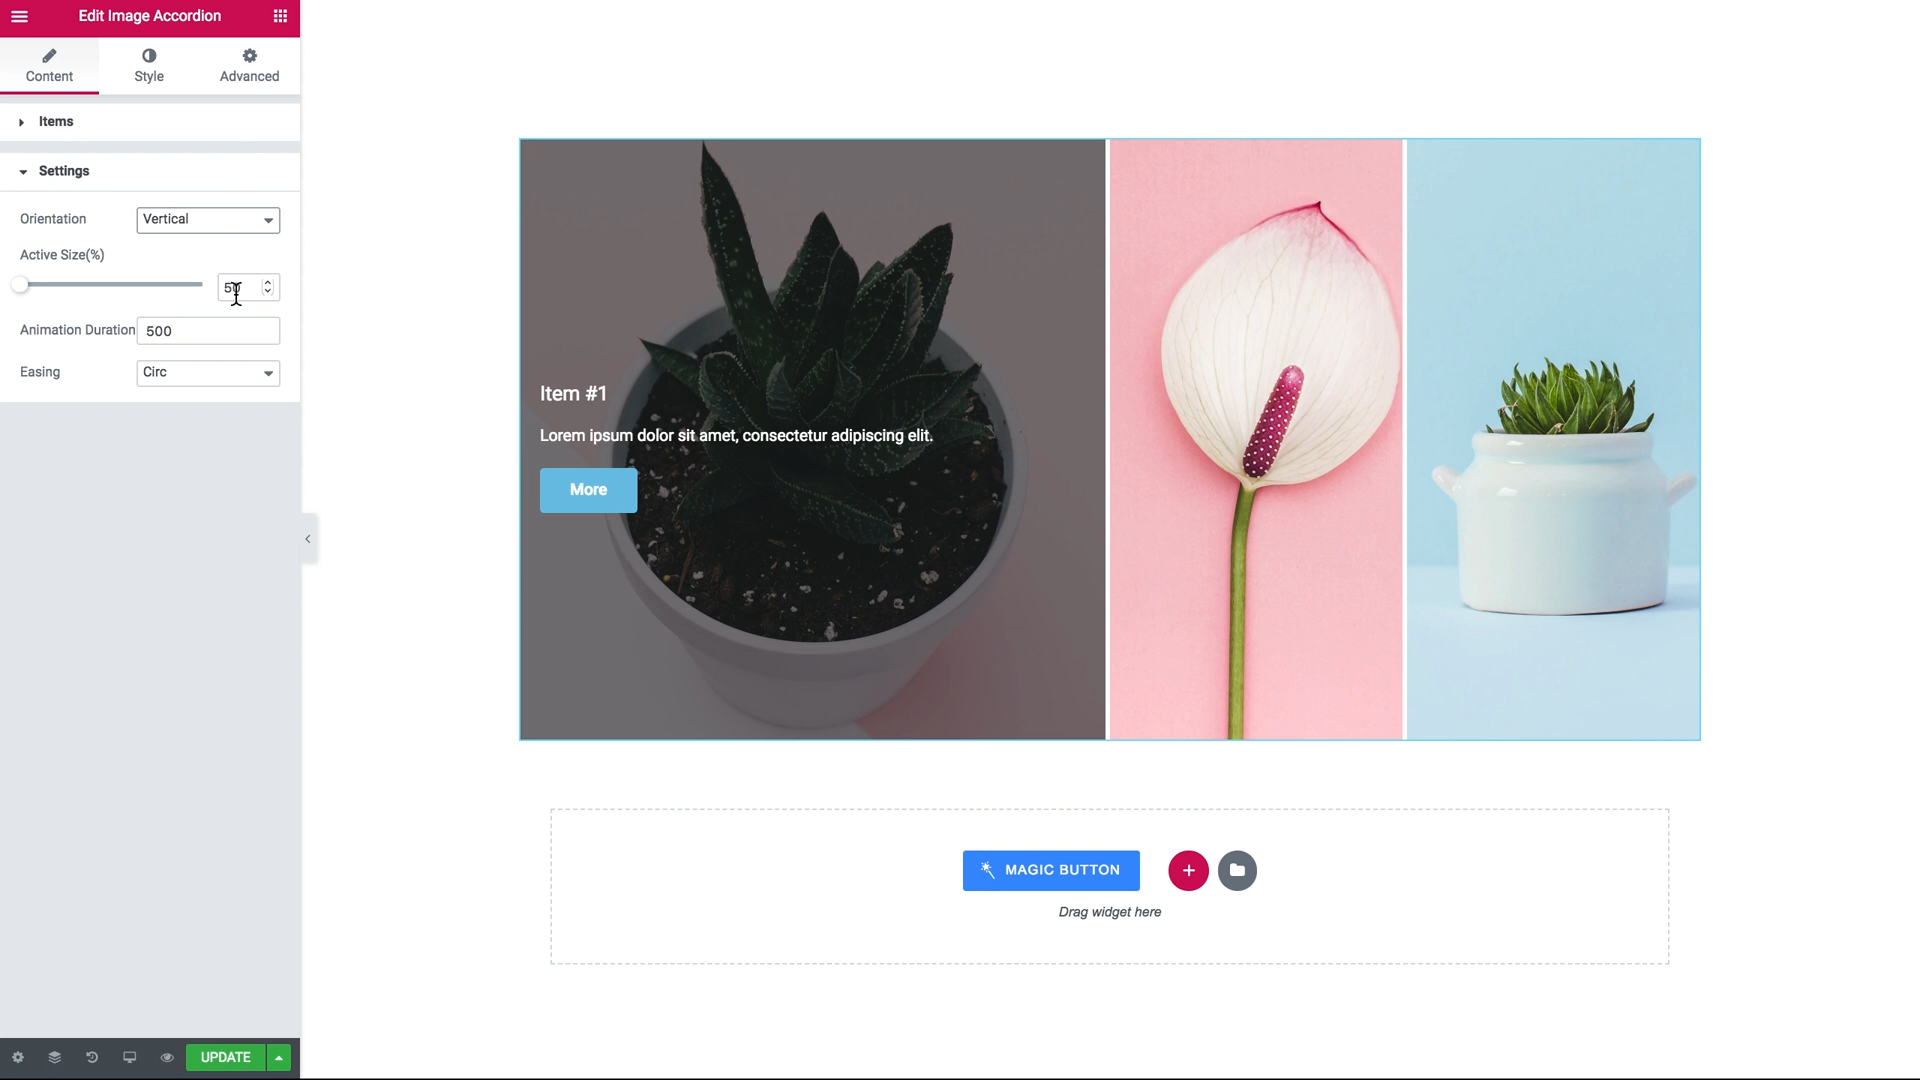 Edit Image Accordion
Content
Style
Advanced
Items
Settings
Orientation
Vertical
Active Size(%)
50
Animation Duration
500
Easing
Circ
Item #1
Lorem ipsum dolor sit amet, consectetur adipiscing elit.
More
MAGIC BUTTON
Drag widget here
UPDATE